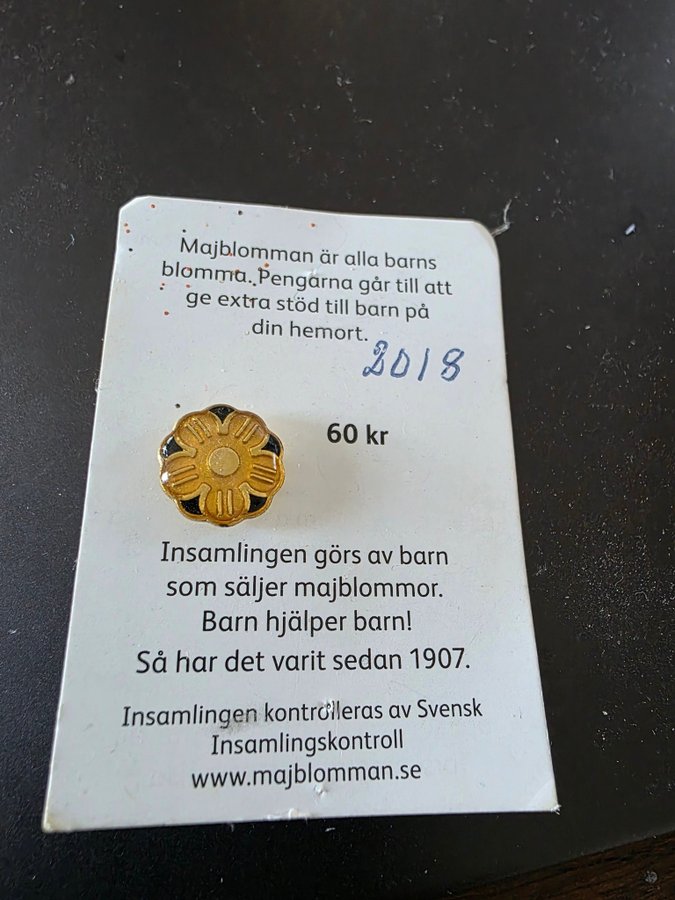 Majblomman är alla barns
blomma. Pengarna går till att
ge extra stöd till barn på
din hemort.
2018
60 kr
Insamlingen görs av barn
som säljer majblommor.
Barn hjälper barn!
Så har det varit sedan 1907.
Insamlingen kontrolleras av Svensk
Insamlingskontroll
www.majblomman.se